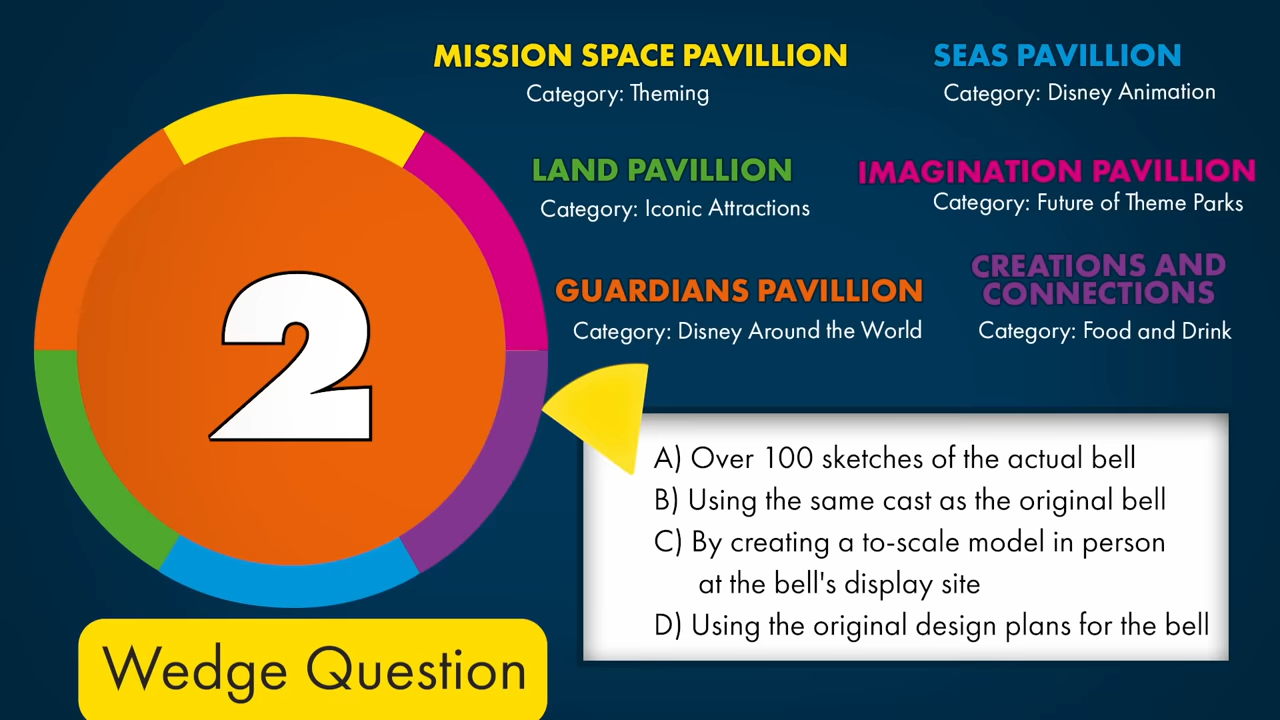 MISSION SPACE PAVILLION
Category: Theming
SEAS PAVILLION
Category: Disney Animation
LAND PAVILLION
Category: Iconic Attractions
IMAGINATION PAVILLION
Category: Future of Theme Parks
GUARDIANS PAVILLION
Category: Disney Around the World
CREATIONS AND
CONNECTIONS
Category: Food and Drink
2
A) Over 100 sketches of the actual bell
B) Using the same cast as the original bell
C) By creating a to-scale model in person
at the bell's display site
D) Using the original design plans for the bell
Wedge Question